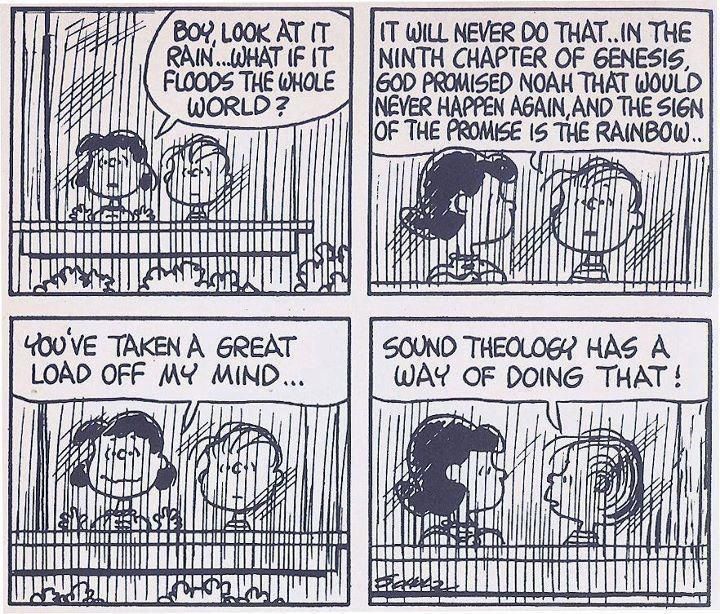 BOY, LOOK AT IT
RAIN...WHAT IF IT
FLOODS THE WHOLE
WORLD?
IT WILL NEVER DO THAT..IN THE
NINTH CHAPTER OF GENESIS,
GOD PROMISED NOAH THAT WOULD
NEVER HAPPEN AGAIN, AND THE SIGN
OF THE PROMISE IS THE RAINBOW..
YOU'VE TAKEN A GREAT
LOAD OFF MY MIND...
SOUND THEOLOGY HAS A
WAY OF DOING THAT!
SCHULZ